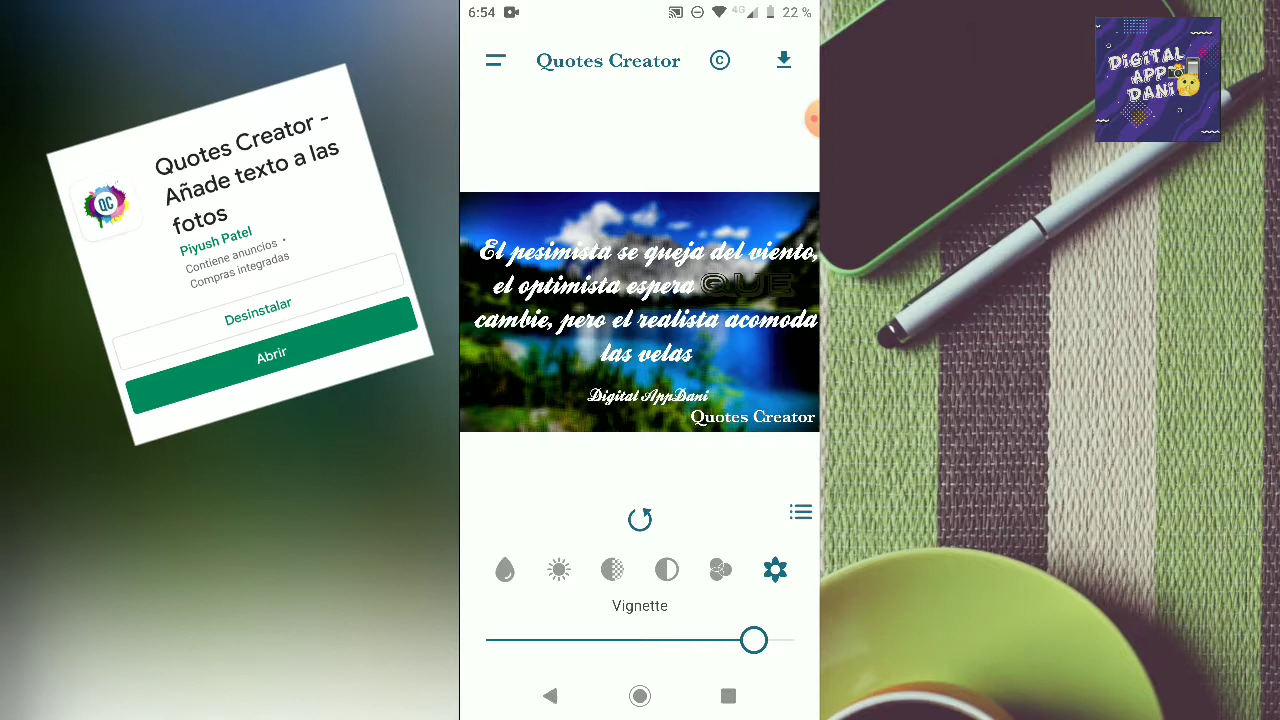 Quotes Creator -
Añade texto a las
fotos
Piyush Patel
Contiene anuncios •
Compras integradas
Desinstalar
Abrir
QC
6:54
4G
22 %
Quotes Creator
El pesimista se queja del viento,
el optimista espera QUE
cambie, pero el realista acomoda
las velas
Digital AppDani
Quotes Creator
Vignette
DiGiTAL
APP
DANi